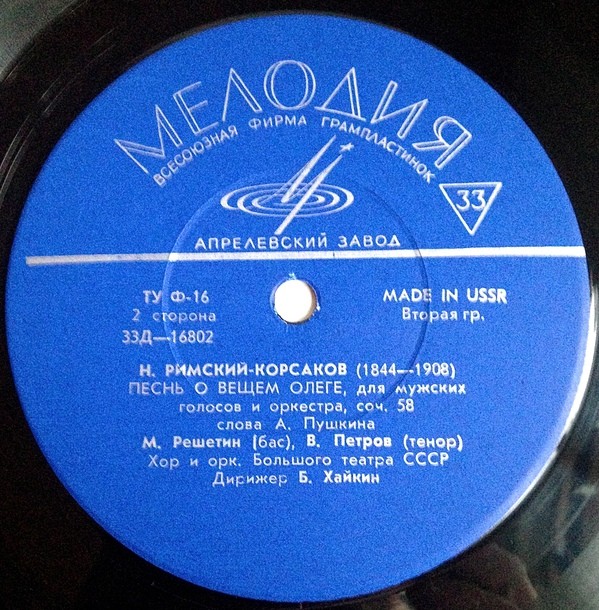 МЕЛОДИЯ
ВСЕСОЮЗНАЯ ФИРМА ГРАМПЛАСТИНОК
33
АПРЕЛЕВСКИЙ ЗАВОД
ТУ Ф-16
2 сторона
33Д—16802
MADE IN USSR
Вторая гр.
Н. РИМСКИЙ-КОРСАКОВ (1844—1908)
ПЕСНЬ О ВЕЩЕМ ОЛЕГЕ, для мужских
голосов и оркестра, соч. 58
слова А. Пушкина
М. Решетин (бас), В. Петров (тенор)
Хор и орк. Большого театра СССР
Дирижер Б. Хайкин